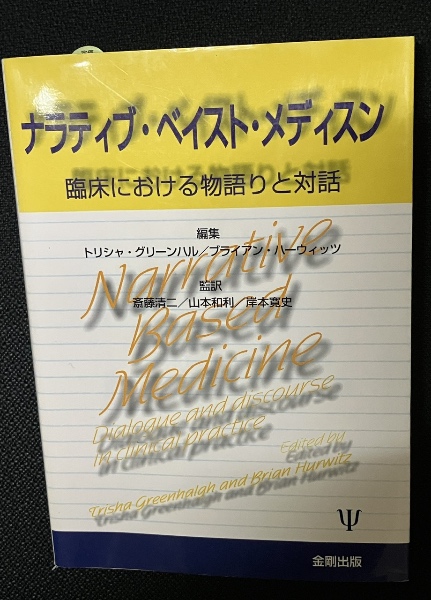 ナラティブ・ベイスト・メディスン
臨床における物語りと対話
編集
トリシャ・グリーンハル／ブライアン・ハーウィッツ
監訳
斎藤清二／山本和利／岸本寛史
Narrative
Based
Medicine
Dialogue and discourse
in clinical practice
Edited by
Trisha Greenhalgh and Brian Hurwitz
Ψ
金剛出版